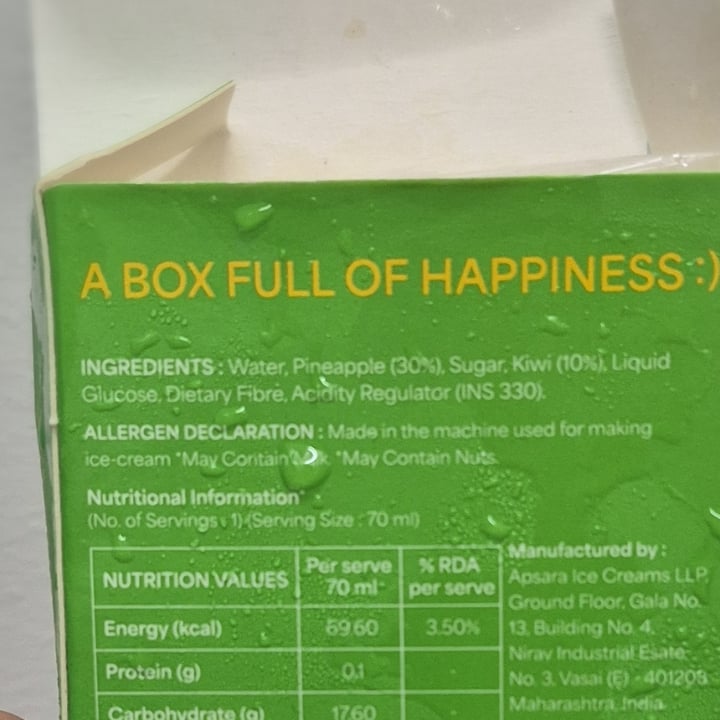 A BOX FULL OF HAPPINESS :)
INGREDIENTS : Water, Pineapple (30%), Sugar, Kiwi (10%), Liquid
Glucose, Dietary Fibre, Acidity Regulator (INS 330).
ALLERGEN DECLARATION : Made in the machine used for making
ice-cream *May Contain Milk *May Contain Nuts.
Nutritional Information*
(No. of Servings : 1) (Serving Size : 70 ml)
NUTRITION VALUES Per serve 70 ml % RDA per serve
Energy (kcal) 69.60 3.50%
Protein (g) 0.1 -
Carbohydrate (g) 17.60
Manufactured by :
Apsara Ice Creams LLP,
Ground Floor, Gala No.
13, Building No. 4,
Nirav Industrial Esate
No. 3, Vasai (E) - 401208
Maharashtra, India